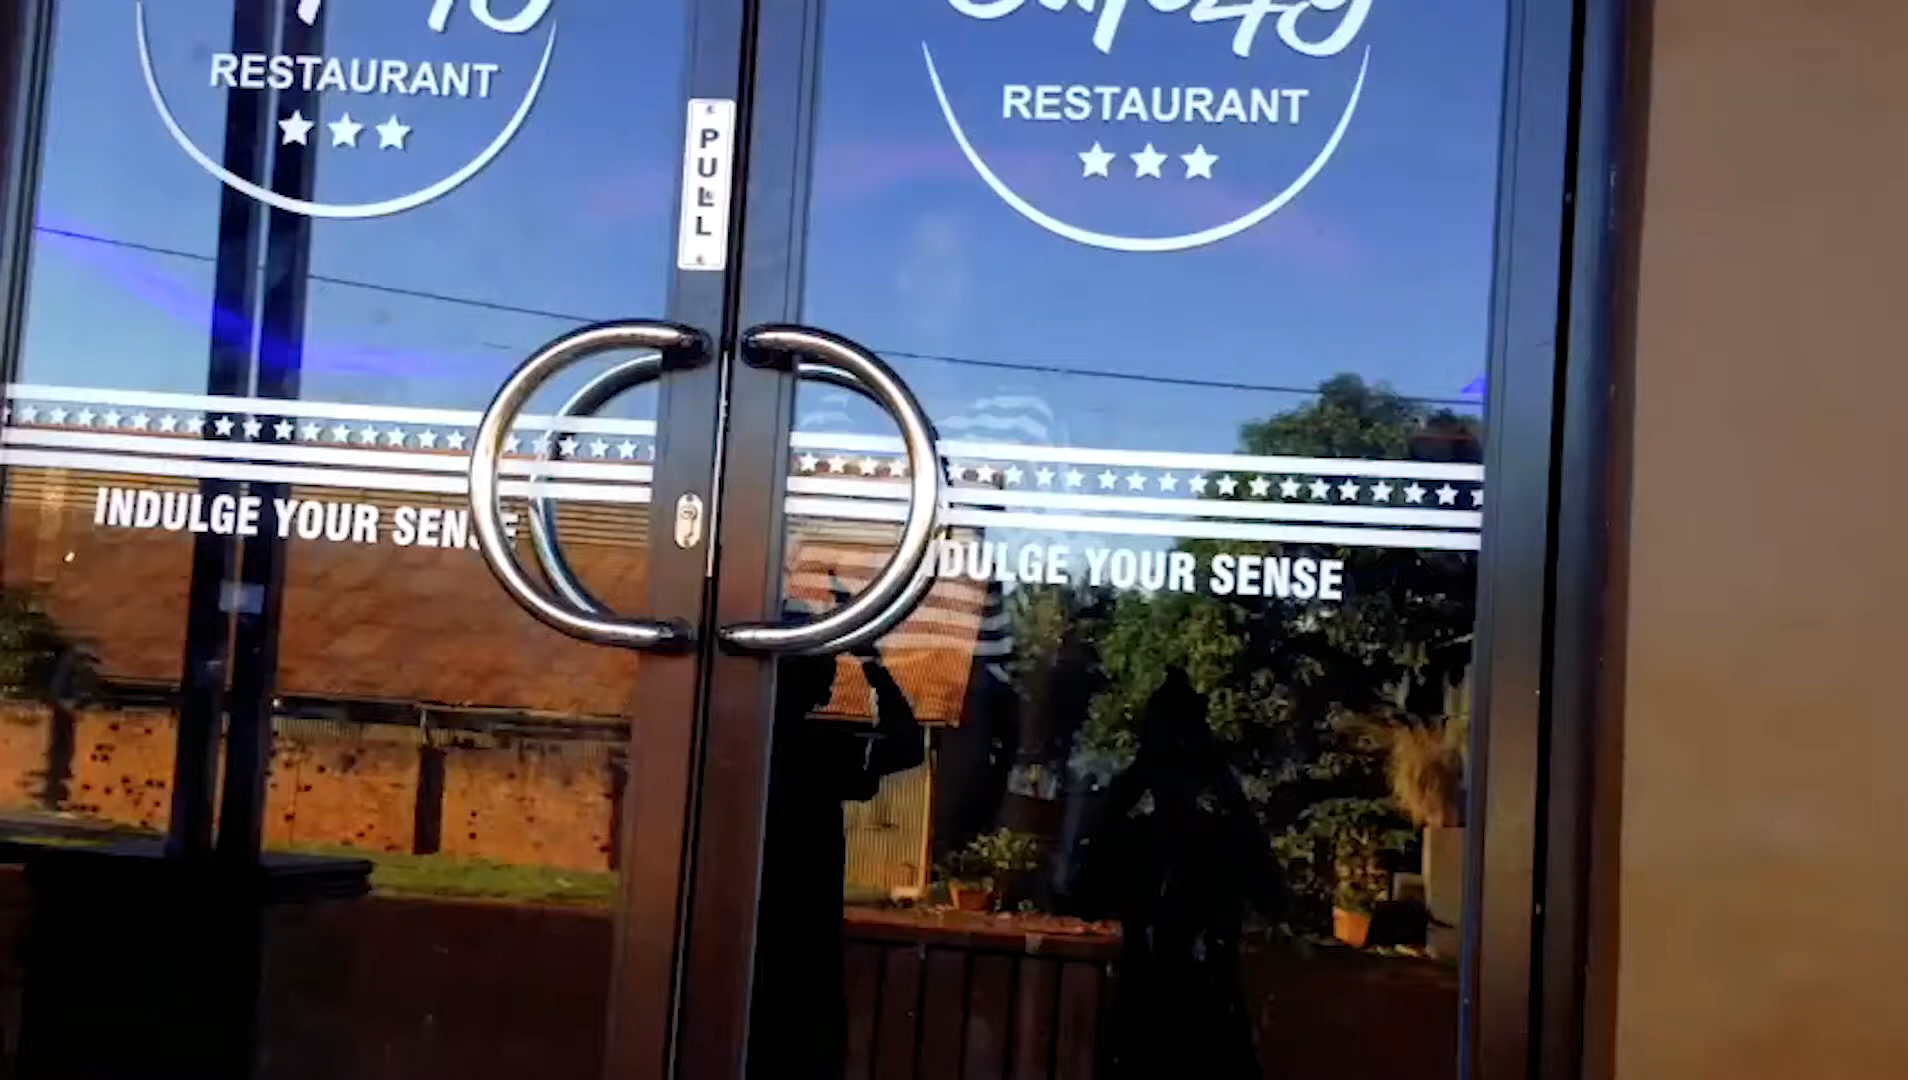 RESTAURANT
PULL
RESTAURANT
INDULGE YOUR SENSE
INDULGE YOUR SENSE